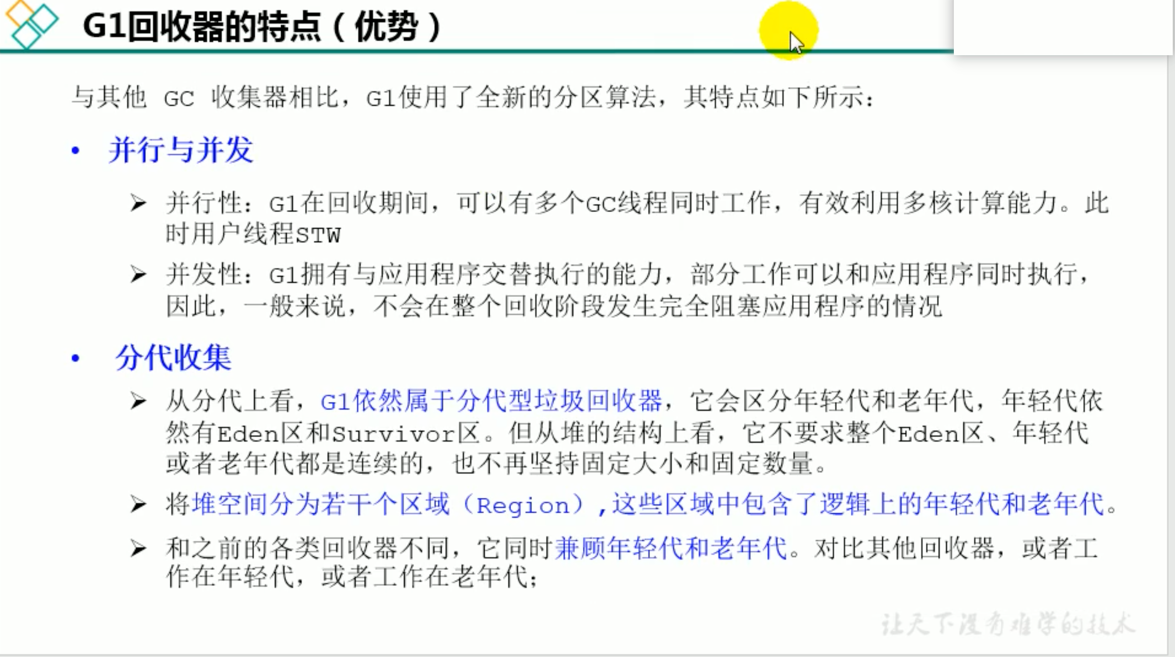 G1回收器的特点（优势）
与其他 GC 收集器相比，G1使用了全新的分区算法，其特点如下所示：
• 并行与并发
➤ 并行性：G1在回收期间，可以有多个GC线程同时工作，有效利用多核计算能力。此
时用户线程STW
➤ 并发性：G1拥有与应用程序交替执行的能力，部分工作可以和应用程序同时执行，
因此，一般来说，不会在整个回收阶段发生完全阻塞应用程序的情况
• 分代收集
➤ 从分代上看，G1依然属于分代型垃圾回收器，它会区分年轻代和老年代，年轻代依
然有Eden区和Survivor区。但从堆的结构上看，它不要求整个Eden区、年轻代
或者老年代都是连续的，也不再坚持固定大小和固定数量。
➤ 将堆空间分为若干个区域（Region）,这些区域中包含了逻辑上的年轻代和老年代。
➤ 和之前的各类回收器不同，它同时兼顾年轻代和老年代。对比其他回收器，或者工
作在年轻代，或者工作在老年代；
让天下没有难学的技术